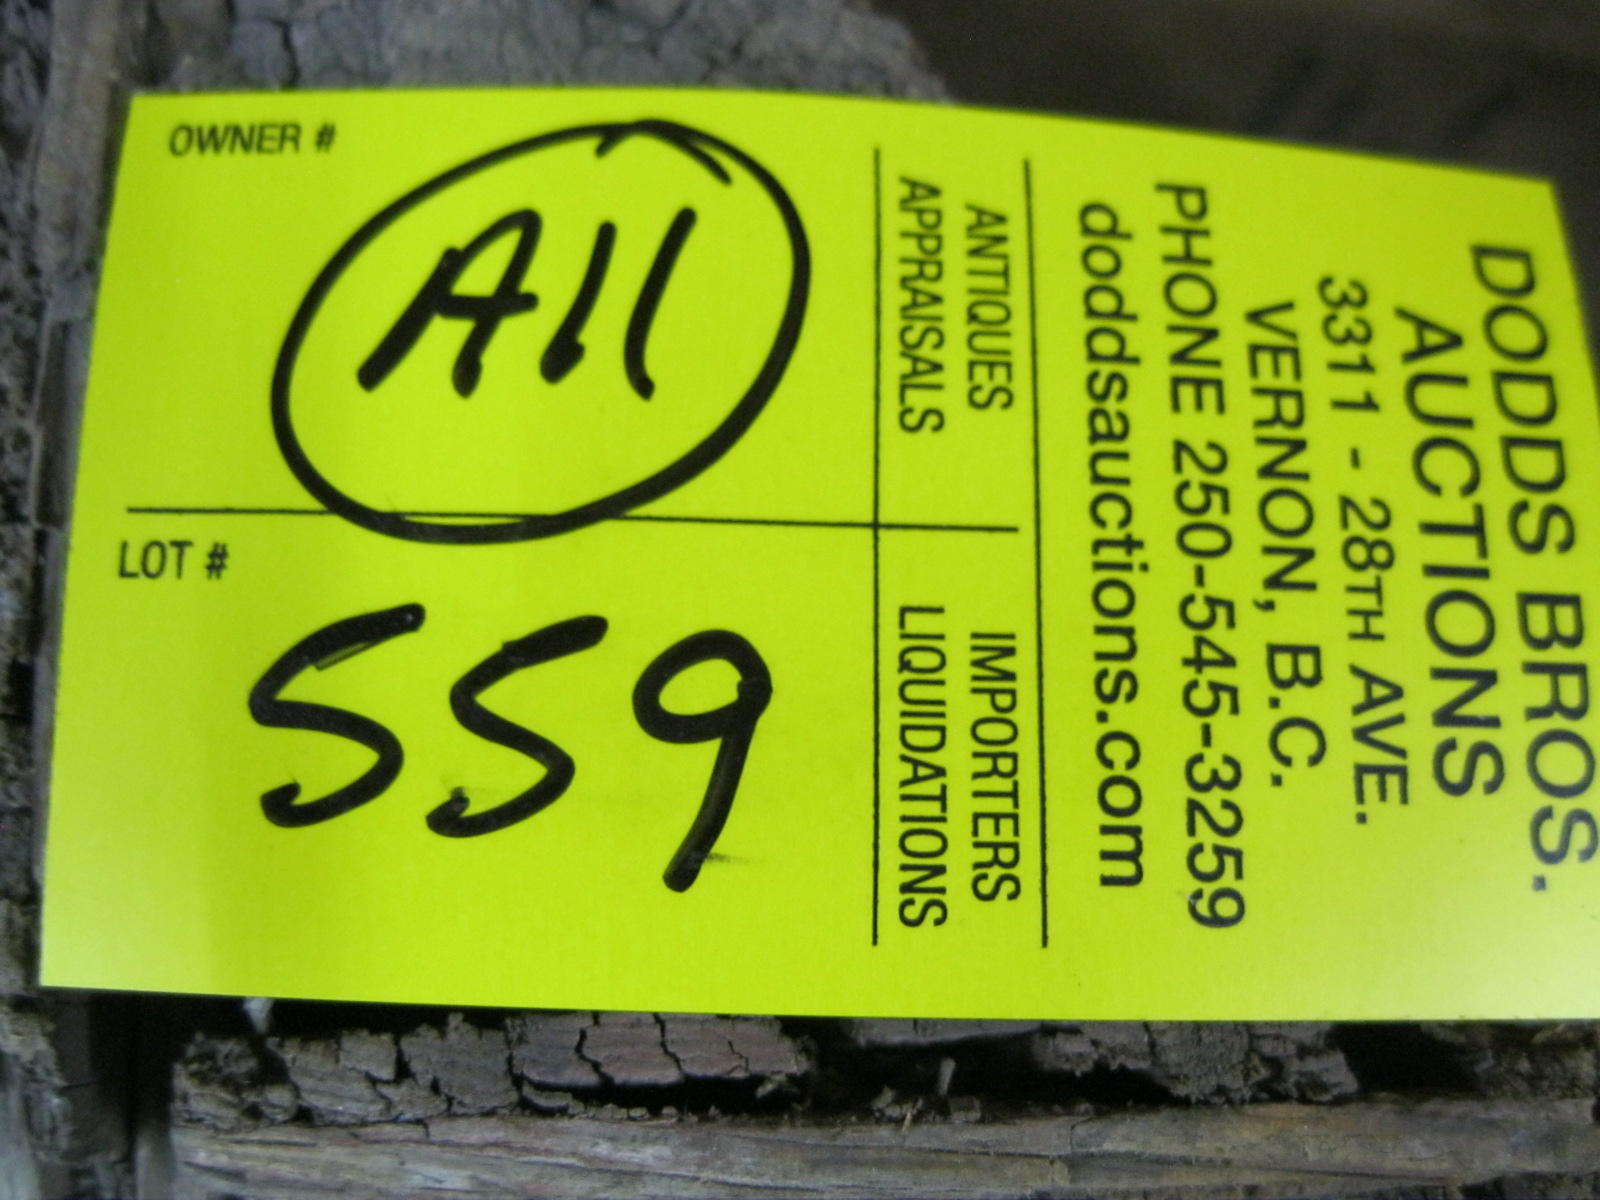 DODDS BROS.
AUCTIONS
3311 - 28TH AVE.
VERNON, B.C.
PHONE 250-545-3259
doddsauctions.com
ANTIQUES IMPORTERS
APPRAISALS LIQUIDATIONS
OWNER #
All
LOT #
559